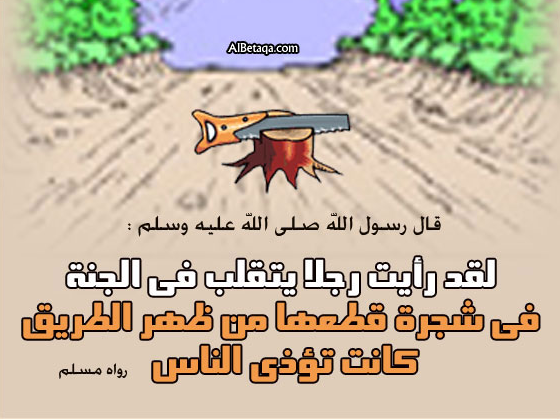 AlBetaqa.com
قال رسول الله صلى الله عليه وسلم :
لقد رأيت رجلا يتقلب فى الجنة
فى شجرة قطعها من ظهر الطريق
كانت تؤذى الناس
رواه مسلم